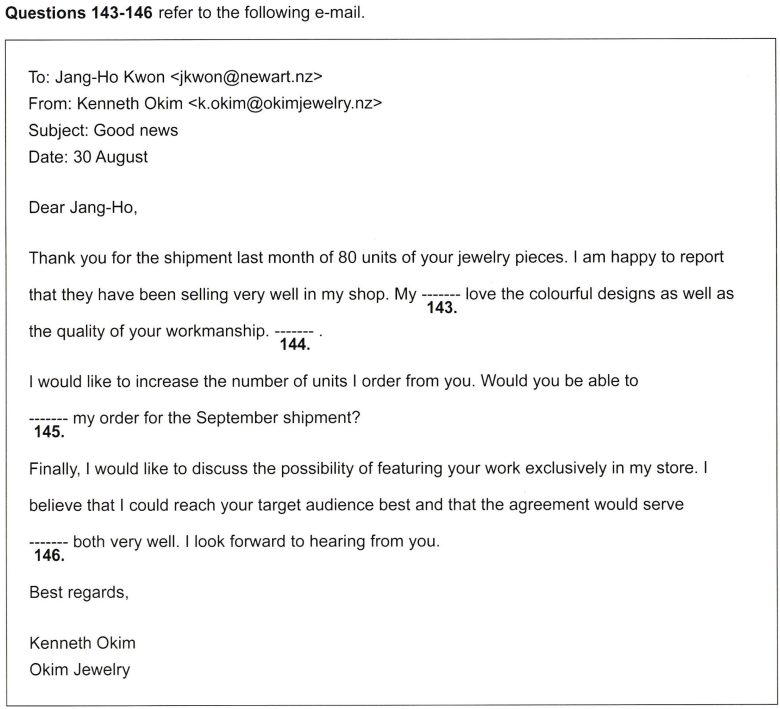 Questions 143-146 refer to the following e-mail.
To: Jang-Ho Kwon <jkwon@newart.nz>
From: Kenneth Okim <k.okim@okimjewelry.nz>
Subject: Good news
Date: 30 August
Dear Jang-Ho,
Thank you for the shipment last month of 80 units of your jewelry pieces. I am happy to report
that they have been selling very well in my shop. My ------- love the colourful designs as well as
143.
the quality of your workmanship. ------- .
144.
I would like to increase the number of units I order from you. Would you be able to
------- my order for the September shipment?
145.
Finally, I would like to discuss the possibility of featuring your work exclusively in my store. I
believe that I could reach your target audience best and that the agreement would serve
------- both very well. I look forward to hearing from you.
146.
Best regards,
Kenneth Okim
Okim Jewelry